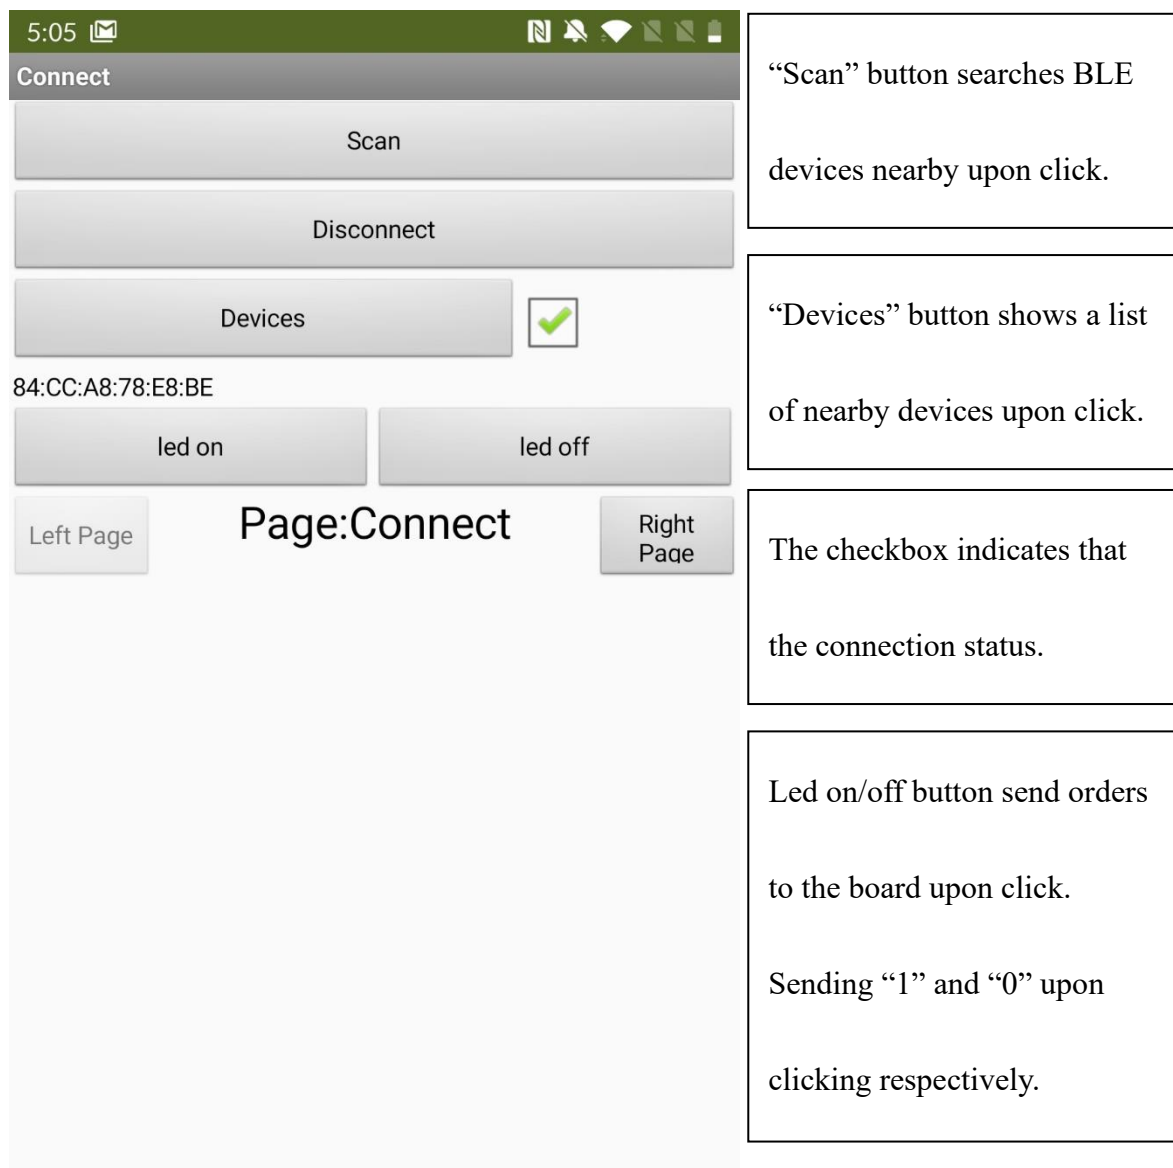 5:05
Connect
Scan
Disconnect
Devices
84:CC:A8:78:E8:BE
led on
led off
Left Page
Page:Connect
Right
Page
“Scan” button searches BLE
devices nearby upon click.
“Devices” button shows a list
of nearby devices upon click.
The checkbox indicates that
the connection status.
Led on/off button send orders
to the board upon click.
Sending “1” and “0” upon
clicking respectively.